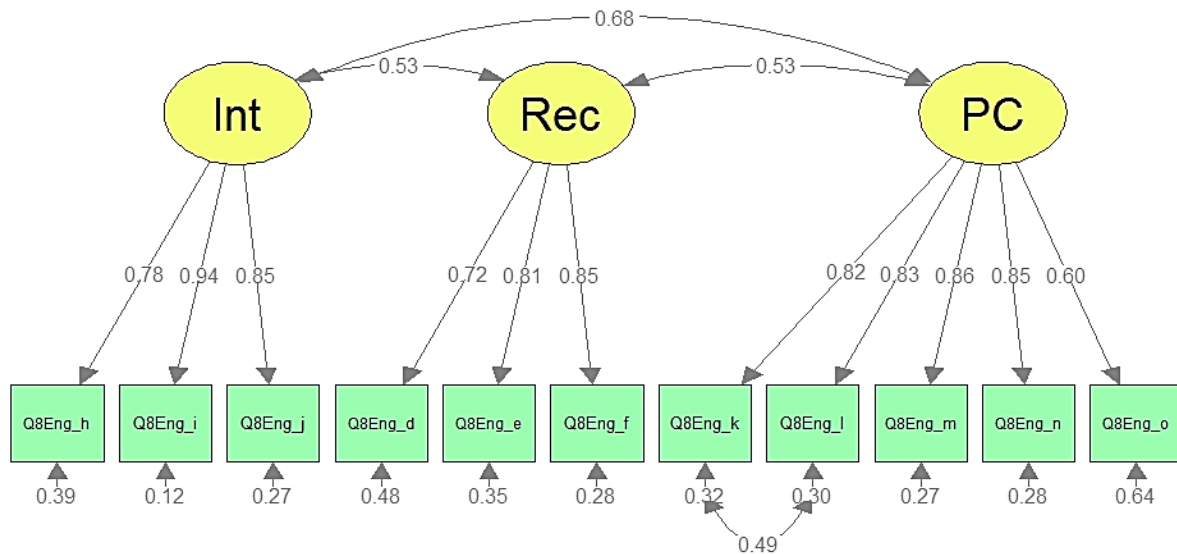 0.68
0.53 0.53
Int Rec PC
0.78 0.94 0.85 0.72 0.81 0.85 0.82 0.83 0.86 0.85 0.60
Q8Eng_h Q8Eng_i Q8Eng_j Q8Eng_d Q8Eng_e Q8Eng_f Q8Eng_k Q8Eng_l Q8Eng_m Q8Eng_n Q8Eng_o
0.39 0.12 0.27 0.48 0.35 0.28 0.32 0.30 0.27 0.28 0.64
0.49